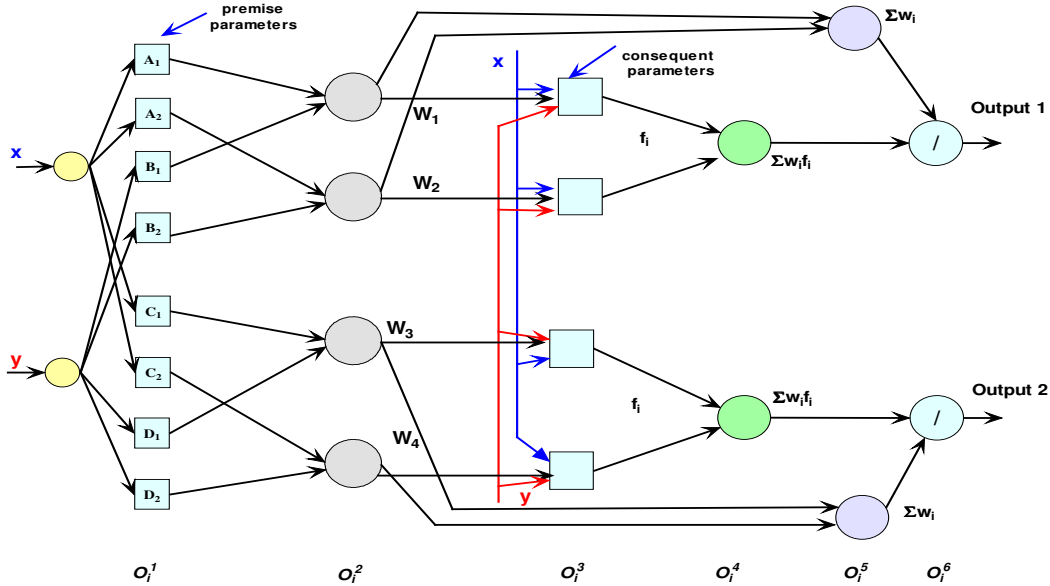 premise
parameters
Σwᵢ
A₁
x
consequent
parameters
A₂
W₁
Output 1
fᵢ
/
x
B₁
Σwᵢfᵢ
W₂
B₂
C₁
W₃
y
C₂
Output 2
Σwᵢfᵢ
fᵢ
/
D₁
W₄
D₂
y
Σwᵢ
Oᵢ¹
Oᵢ²
Oᵢ³
Oᵢ⁴
Oᵢ⁵
Oᵢ⁶